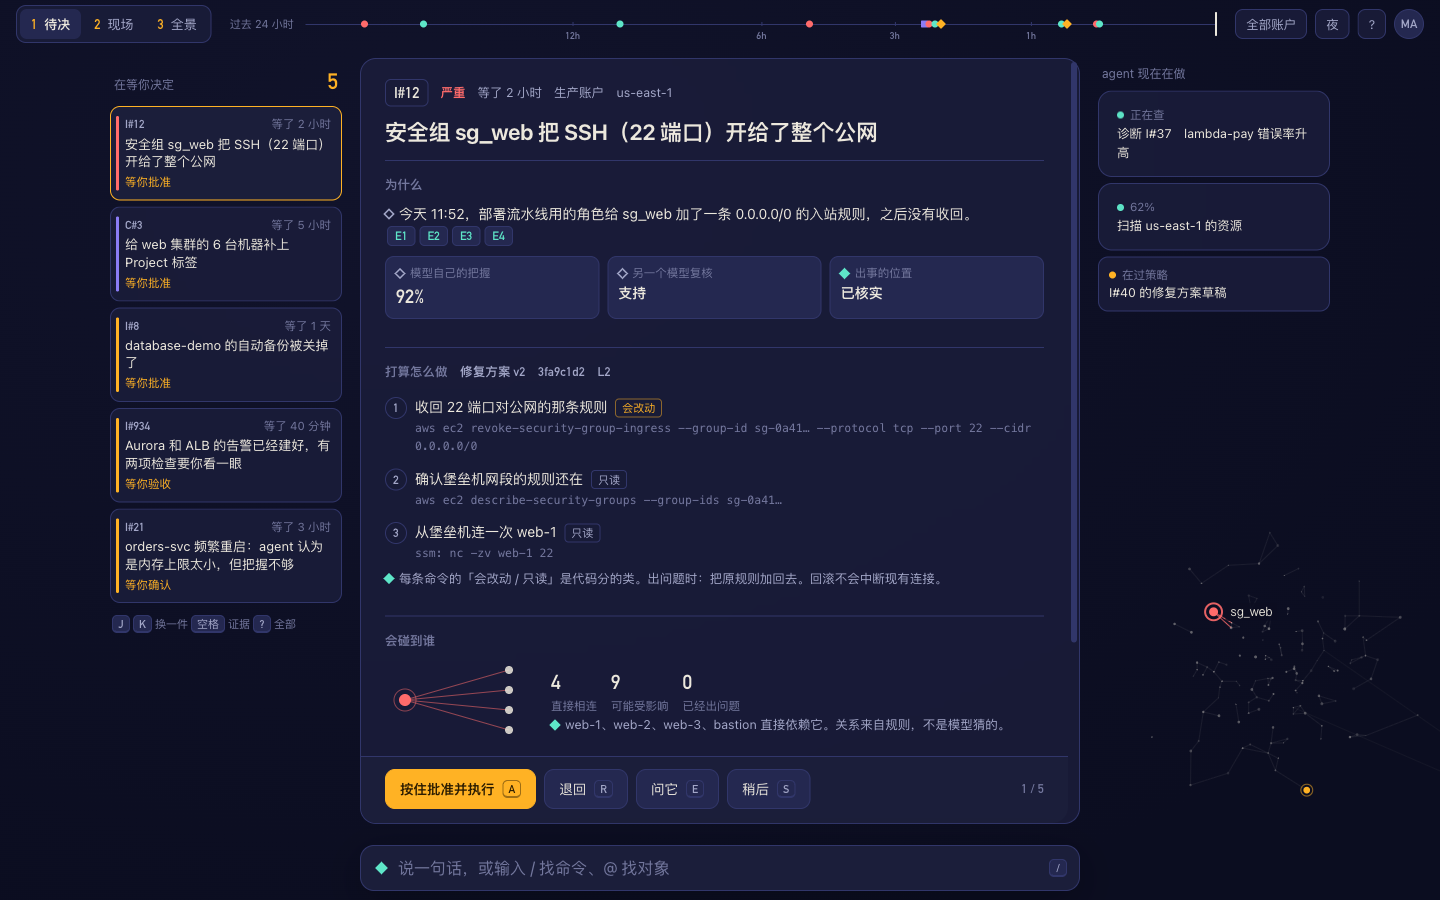 1 待决 2 现场 3 全景
过去 24 小时
12h 6h 3h 1h
全部账户 夜 ? MA
在等你决定 5
I#12 等了 2 小时
安全组 sg_web 把 SSH（22 端口）
开给了整个公网
等你批准
C#3 等了 5 小时
给 web 集群的 6 台机器补上
Project 标签
等你批准
I#8 等了 1 天
database-demo 的自动备份被关掉
了
等你批准
I#934 等了 40 分钟
Aurora 和 ALB 的告警已经建好，有
两项检查要你看一眼
等你验收
I#21 等了 3 小时
orders-svc 频繁重启：agent 认为
是内存上限太小，但把握不够
等你确认
J K 换一件 空格 证据 ? 全部
I#12 严重 等了 2 小时 生产账户 us-east-1
安全组 sg_web 把 SSH（22 端口）开给了整个公网
为什么
今天 11:52，部署流水线用的角色给 sg_web 加了一条 0.0.0.0/0 的入站规则，之后没有收回。
E1 E2 E3 E4
模型自己的把握
92%
另一个模型复核
支持
出事的位置
已核实
打算怎么做 修复方案 v2 3fa9c1d2 L2
1 收回 22 端口对公网的那条规则 会改动
aws ec2 revoke-security-group-ingress --group-id sg-0a41… --protocol tcp --port 22 --cidr
0.0.0.0/0
2 确认堡垒机网段的规则还在 只读
aws ec2 describe-security-groups --group-ids sg-0a41…
3 从堡垒机连一次 web-1 只读
ssm: nc -zv web-1 22
每条命令的「会改动 / 只读」是代码分的类。出问题时：把原规则加回去。回滚不会中断现有连接。
会碰到谁
4 9 0
直接相连 可能受影响 已经出问题
web-1、web-2、web-3、bastion 直接依赖它。关系来自规则，不是模型猜的。
按住批准并执行 A 退回 R 问它 E 稍后 S 1 / 5
说一句话，或输入 / 找命令、@ 找对象 /
agent 现在在做
正在查
诊断 I#37 lambda-pay 错误率升
高
62%
扫描 us-east-1 的资源
在过策略
I#40 的修复方案草稿
sg_web